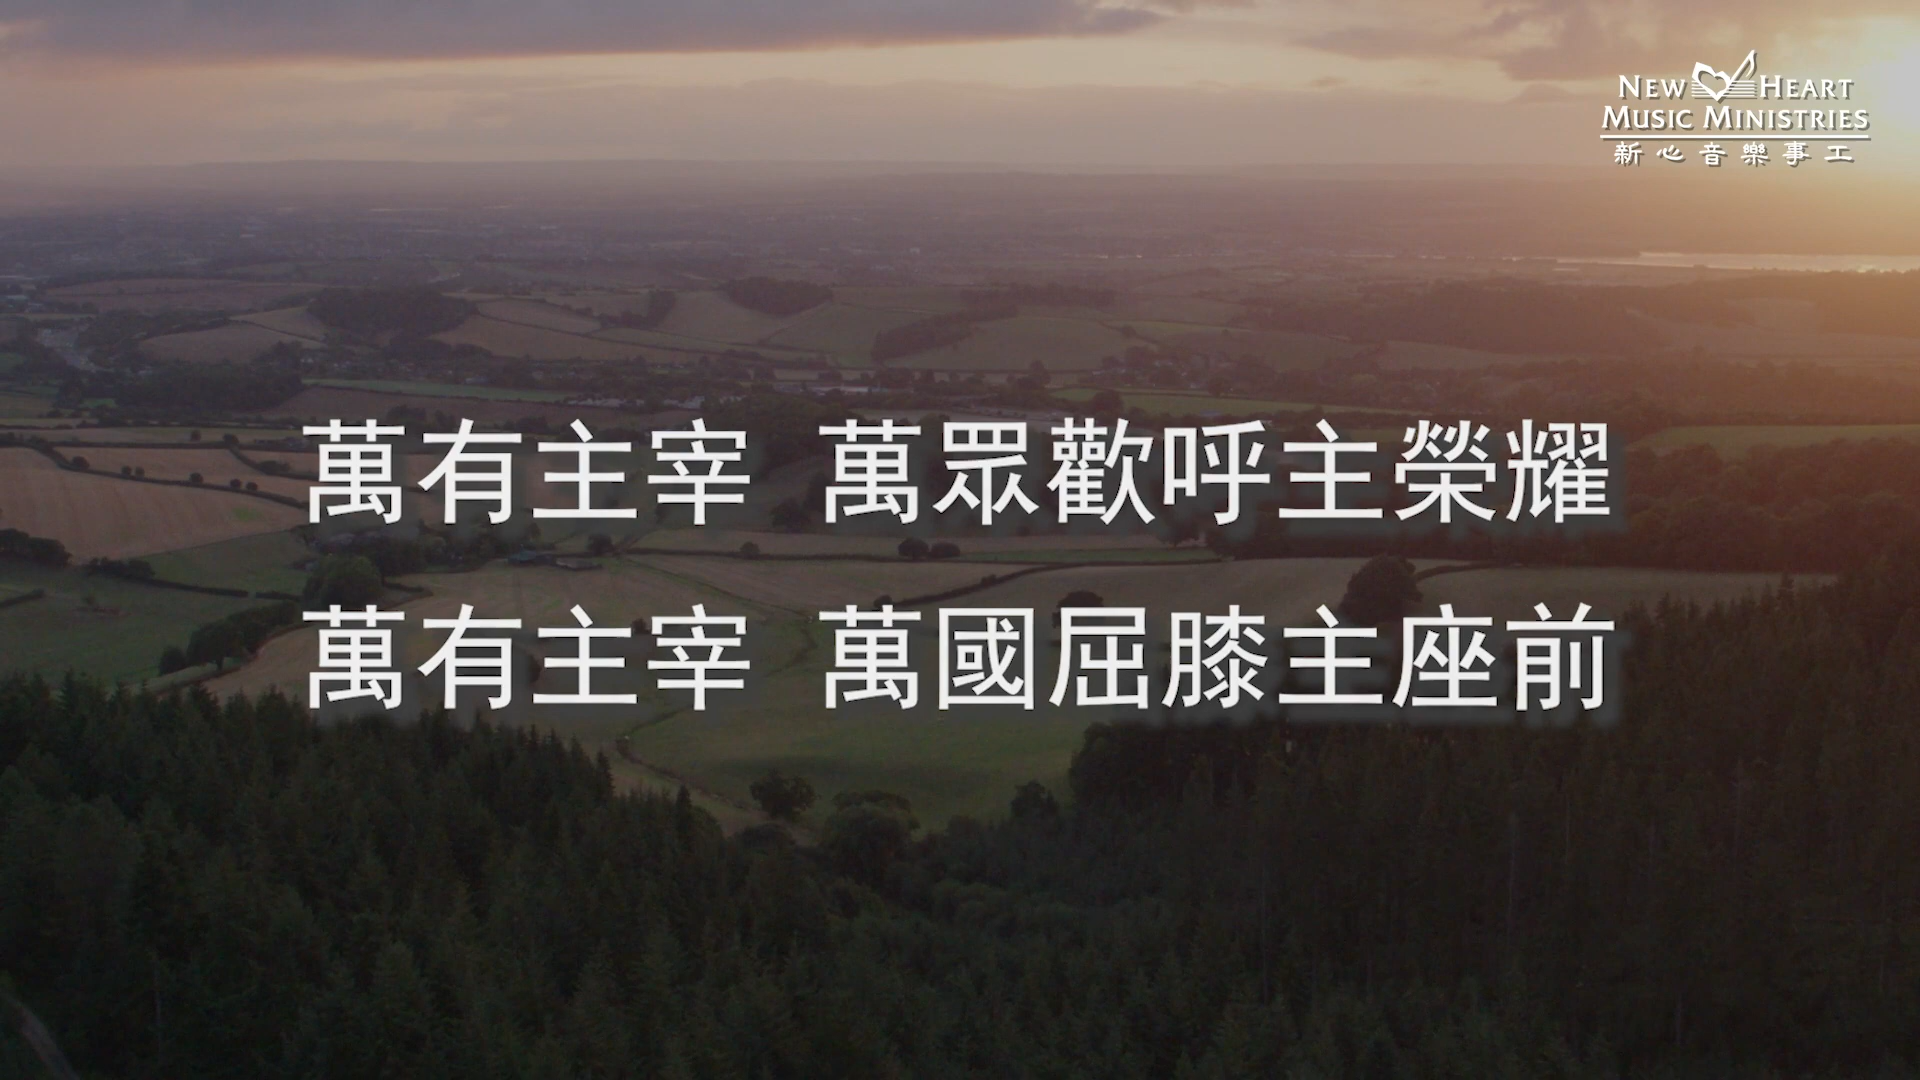 NEW HEART
MUSIC MINISTRIES
新心音樂事工
萬有主宰 萬眾歡呼主榮耀
萬有主宰 萬國屈膝主座前